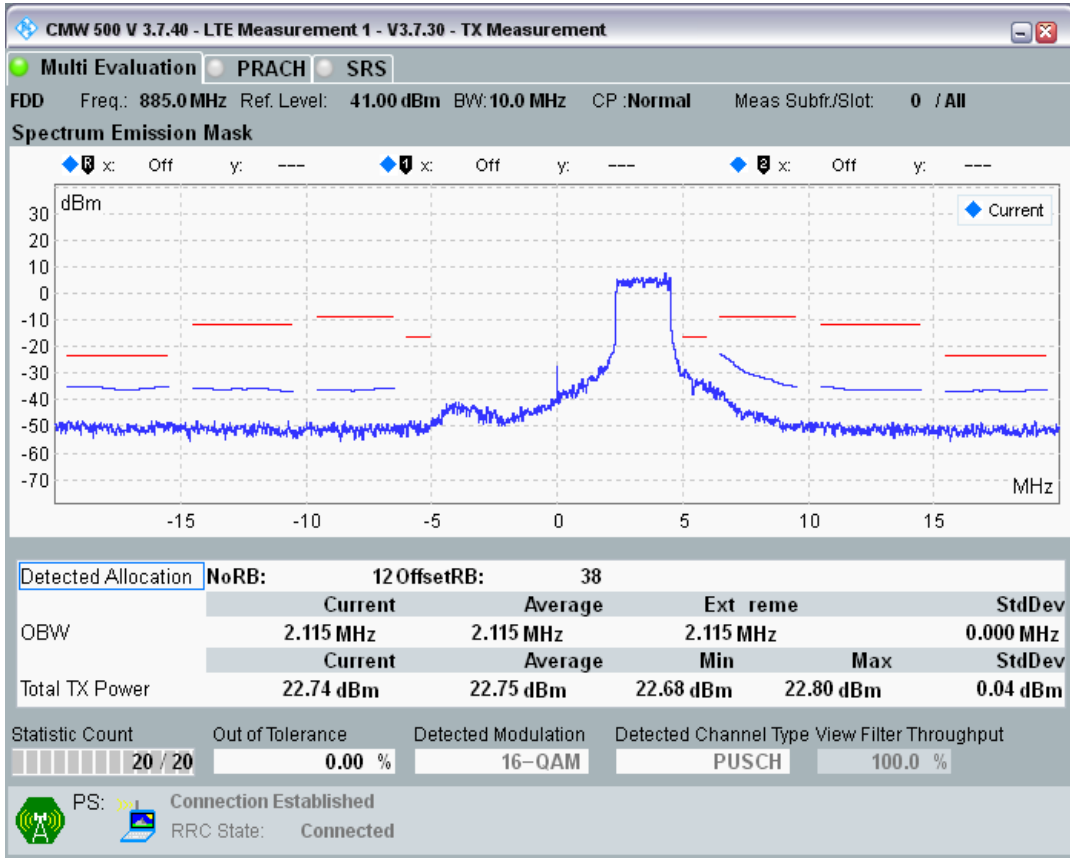 CMW 500 V 3.7.40 - LTE Measurement 1 - V3.7.30 - TX Measurement
Multi Evaluation PRACH SRS
FDD Freq.: 885.0 MHz Ref. Level: 41.00 dBm BW: 10.0 MHz CP :Normal Meas Subfr./Slot: 0 / All
Spectrum Emission Mask
R x: Off y: --- 1 x: Off y: --- 2 x: Off y: ---
dBm
Current
30
20
10
0
-10
-20
-30
-40
-50
-60
-70
MHz
-15 -10 -5 0 5 10 15
Detected Allocation NoRB: 12 OffsetRB: 38
Current Average Ext reme StdDev
OBW 2.115 MHz 2.115 MHz 2.115 MHz 0.000 MHz
Current Average Min Max StdDev
Total TX Power 22.74 dBm 22.75 dBm 22.68 dBm 22.80 dBm 0.04 dBm
Statistic Count Out of Tolerance Detected Modulation Detected Channel Type View Filter Throughput
20 / 20 0.00 % 16-QAM PUSCH 100.0 %
PS: Connection Established
RRC State: Connected